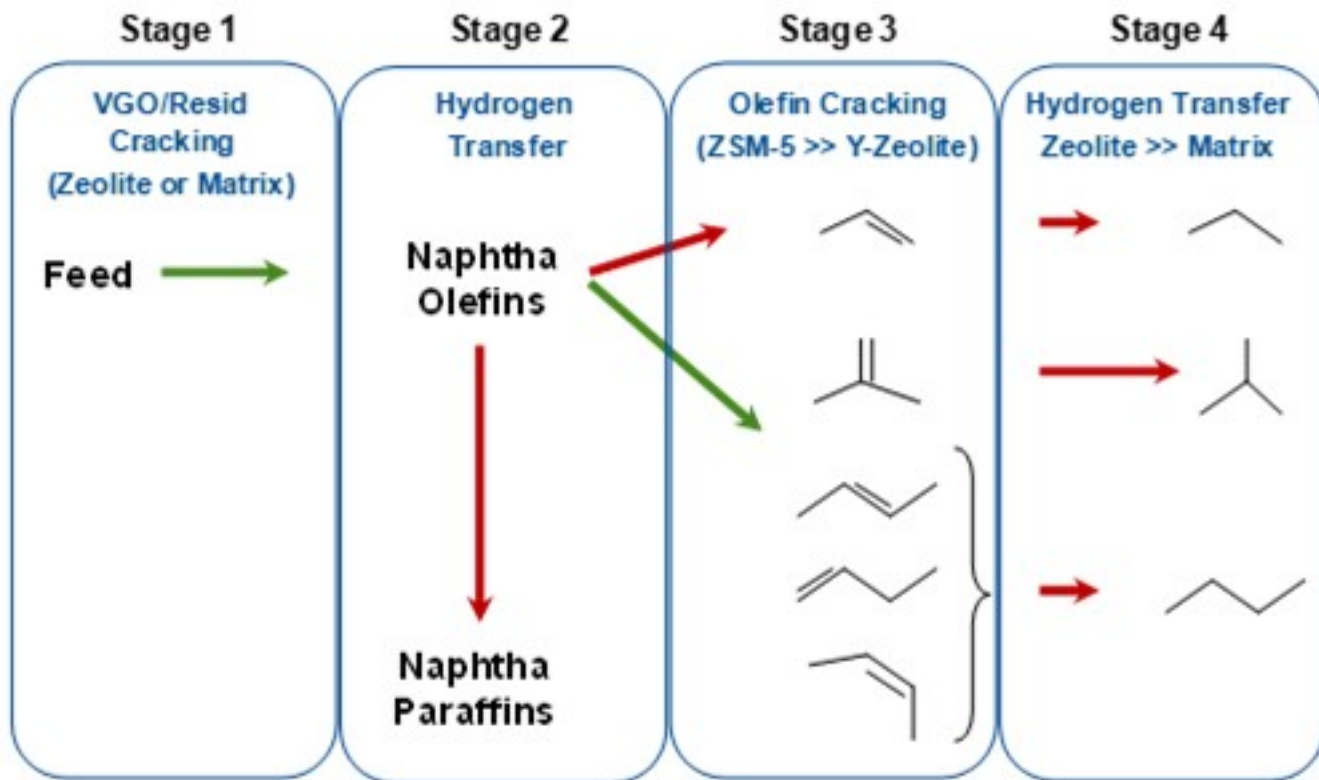 Stage 1
VGO/Resid
Cracking
(Zeolite or Matrix)
Feed
Stage 2
Hydrogen
Transfer
Naphtha
Olefins
Naphtha
Paraffins
Stage 3
Olefin Cracking
(ZSM-5 >> Y-Zeolite)
Stage 4
Hydrogen Transfer
Zeolite >> Matrix